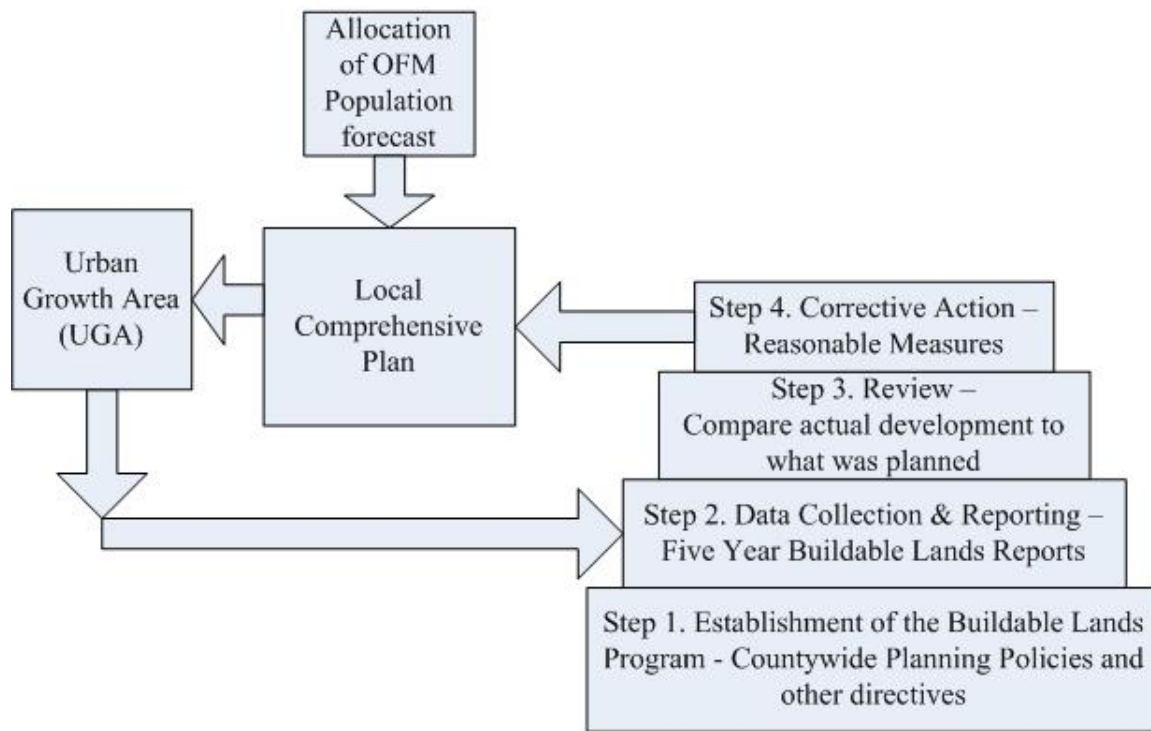 Allocation
of OFM
Population
forecast
Urban
Growth Area
(UGA)
Local
Comprehensive
Plan
Step 4. Corrective Action –
Reasonable Measures
Step 3. Review –
Compare actual development to
what was planned
Step 2. Data Collection & Reporting –
Five Year Buildable Lands Reports
Step 1. Establishment of the Buildable Lands
Program - Countywide Planning Policies and
other directives